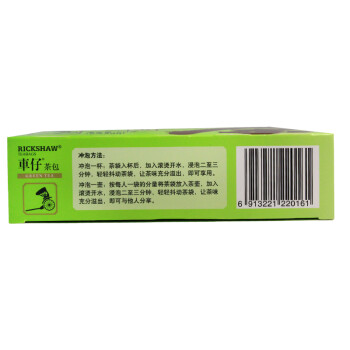 RICKSHAW®
TEA BAGS
車仔®茶包
GREEN TEA
冲泡方法:
冲泡一杯,茶袋入杯后,加入滚烫开水,浸泡二至三
分钟,轻轻抖动茶袋,让茶味充分溢出,即可享用。
冲泡一壶,按每人一袋的分量将茶袋放入茶壶,加入
滚烫开水,浸泡二至三分钟,轻轻抖动茶袋,让茶味
充分溢出,即可与他人分享。
6 913221 220161